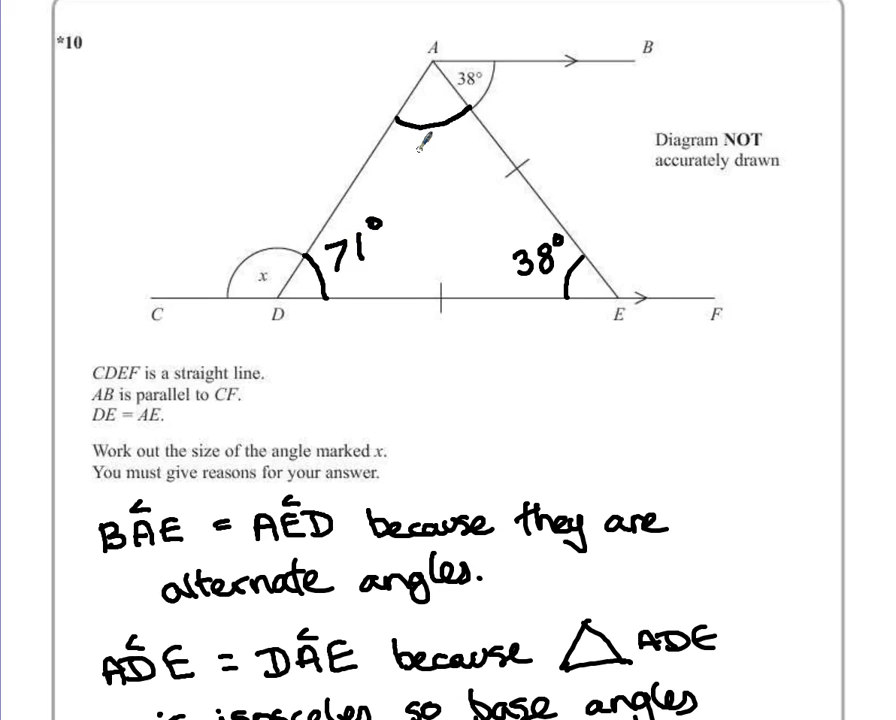 *10
A
B
38°
Diagram NOT
accurately drawn
71°
38°
x
C
D
E
F
CDEF is a straight line.
AB is parallel to CF.
DE = AE.
Work out the size of the angle marked x.
You must give reasons for your answer.
BÂE = AÊD because they are
alternate angles.
AD̂E = DÂE because △ADE
is isosceles so base angles